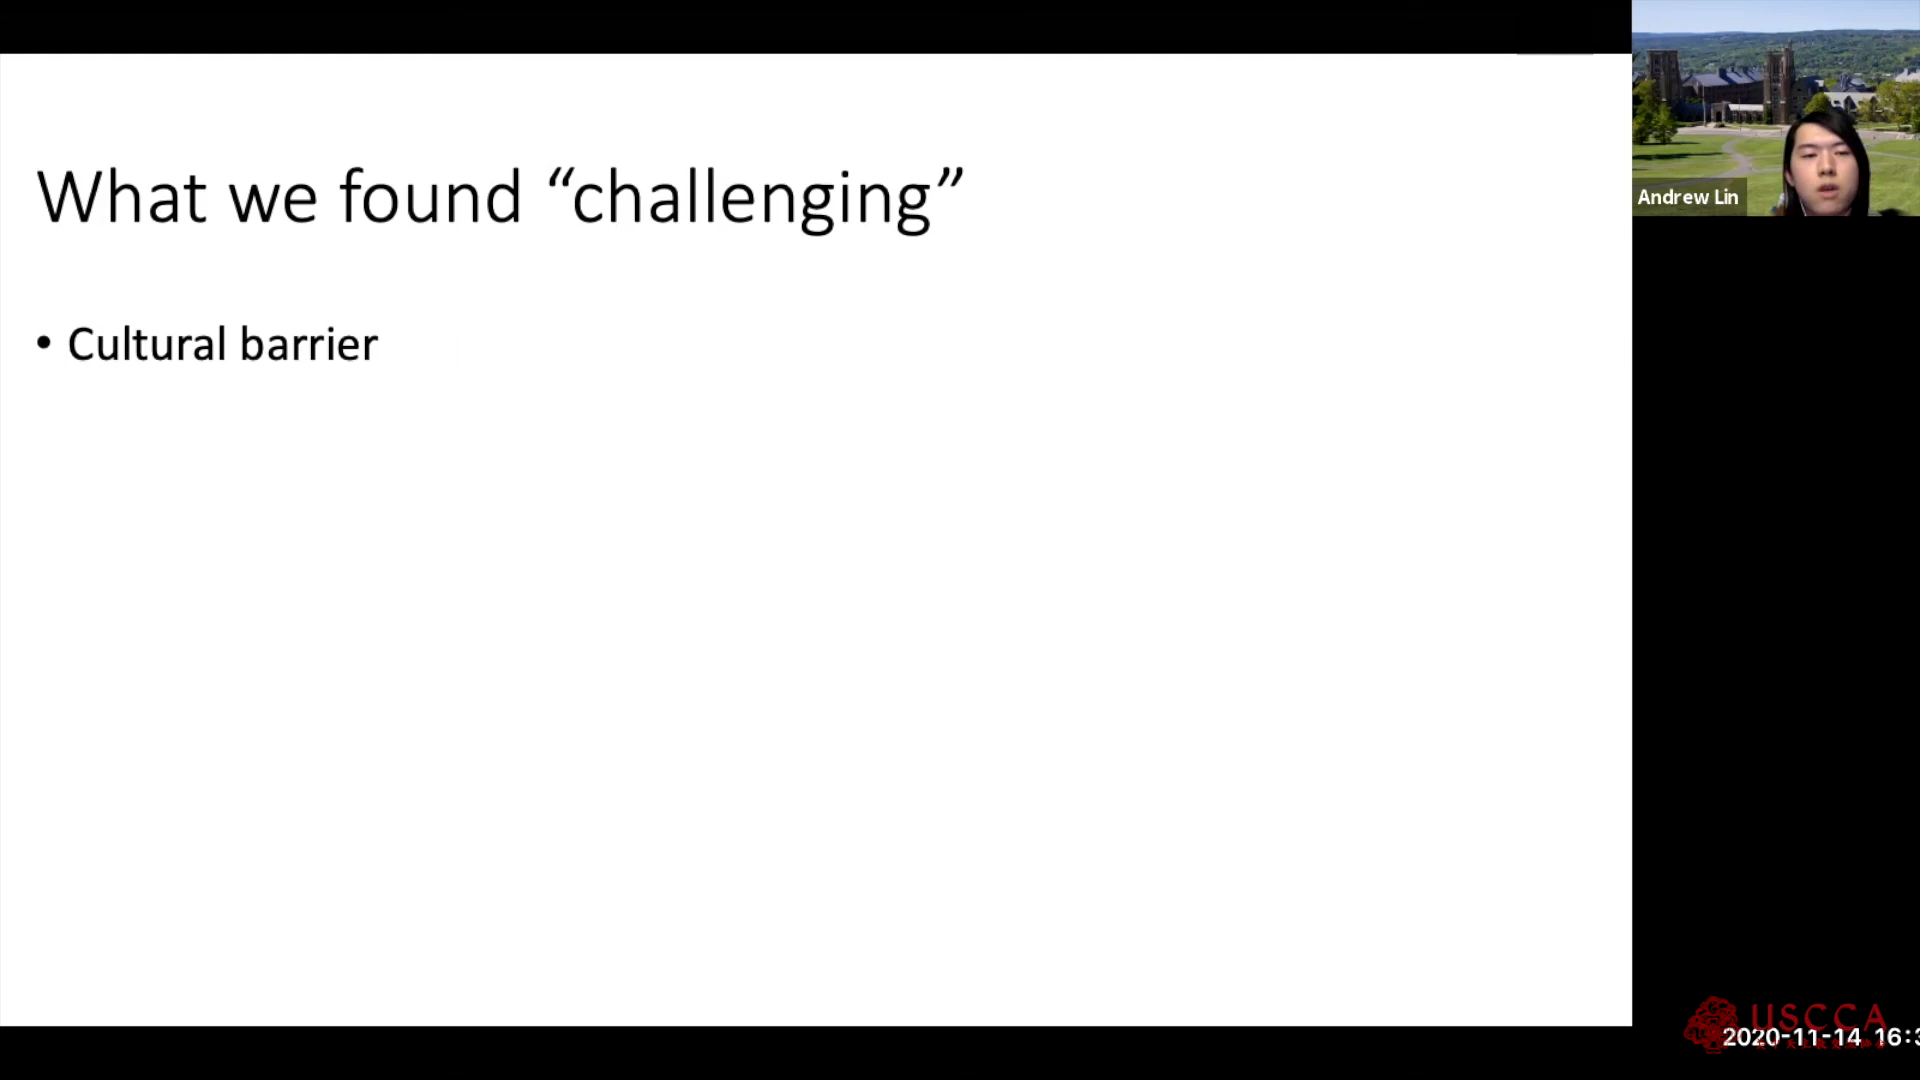 What we found “challenging”
• Cultural barrier
Andrew Lin
USCCA
2020-11-14 16:3